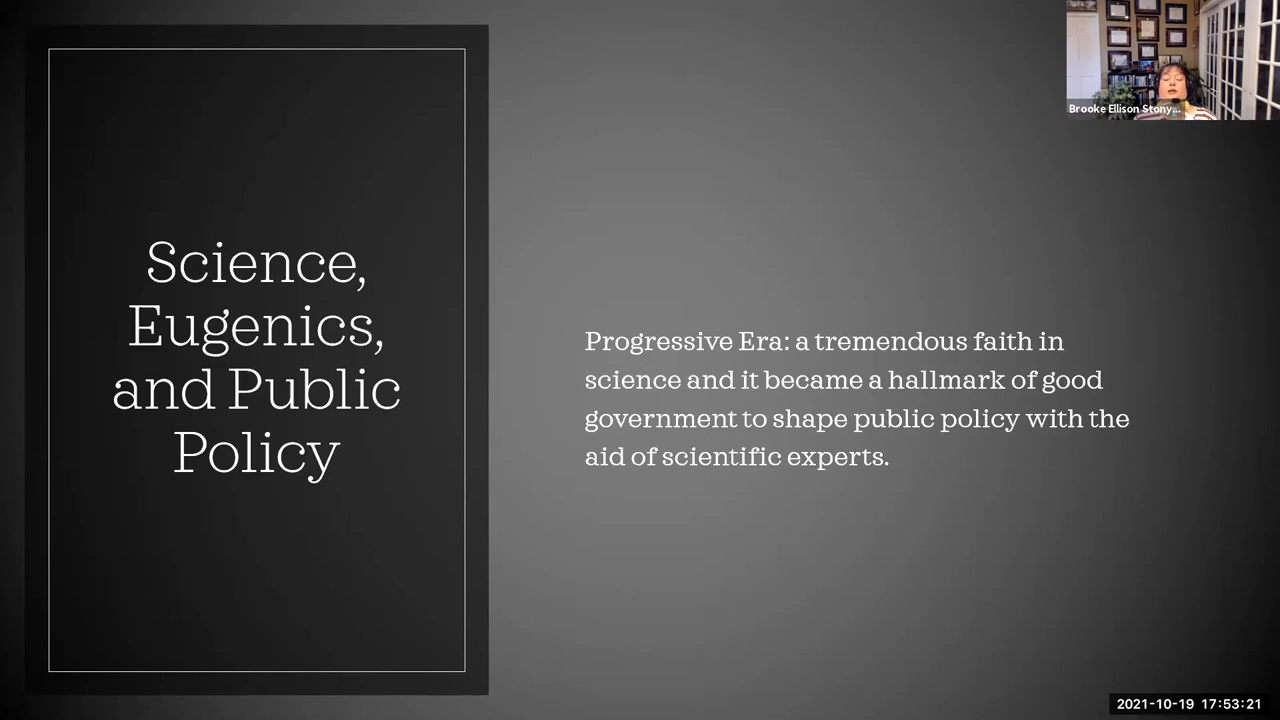 Science,
Eugenics,
and Public
Policy
Progressive Era: a tremendous faith in
science and it became a hallmark of good
government to shape public policy with the
aid of scientific experts.
Brooke Ellison Stony...
2021-10-19 17:53:21